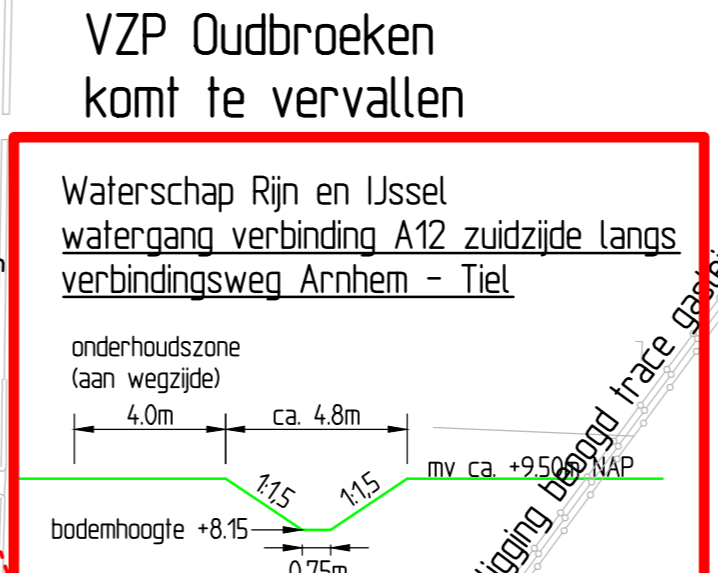 VZP Oudbroeken
komt te vervallen
Waterschap Rijn en IJssel
watergang verbinding A12 zuidzijde langs
verbindingsweg Arnhem - Tiel
onderhoudszone
(aan wegzijde)
4.0m
ca. 4.8m
mv ca. +9.50m NAP
1:1,5
1:1,5
bodemhoogte +8.15
0.75m
ligging beoogd trace